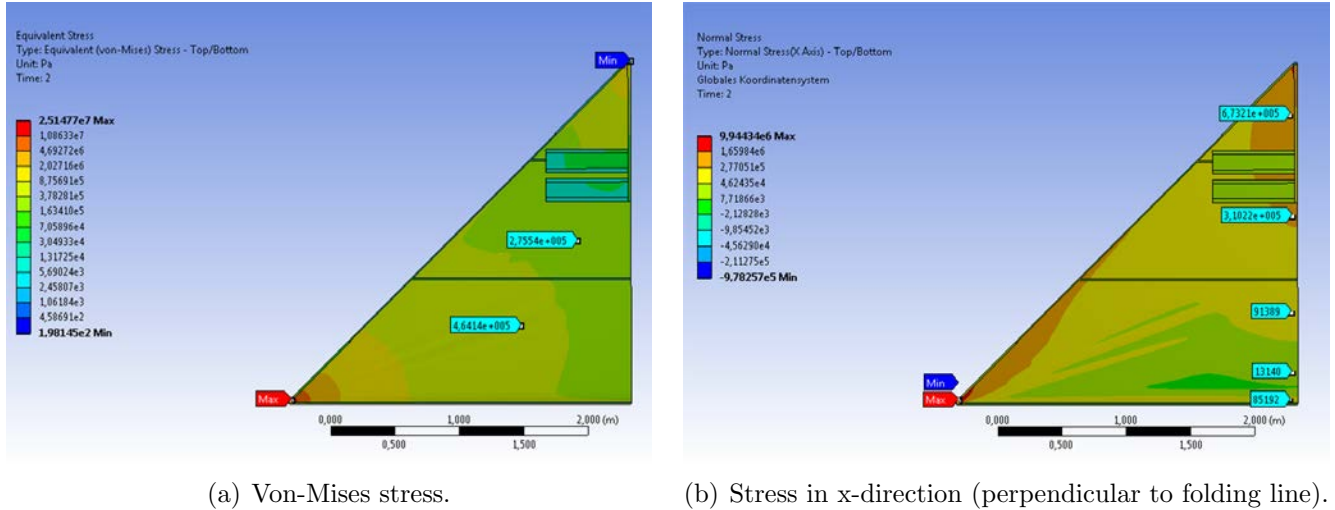 Equivalent Stress
Type: Equivalent (von-Mises) Stress - Top/Bottom
Unit: Pa
Time: 2
2,51477e7 Max
1,08633e7
4,69272e6
2,02716e6
8,75691e5
3,78281e5
1,63410e5
7,05896e4
3,04933e4
1,31725e4
5,69024e3
2,45807e3
1,06184e3
4,58691e2
1,98145e2 Min
Min
2,7554e+005
4,6414e+005
Max
0,000 1,000 2,000 (m)
0,500 1,500
(a) Von-Mises stress.
Normal Stress
Type: Normal Stress(X Axis) - Top/Bottom
Unit: Pa
Globales Koordinatensystem
Time: 2
9,94434e6 Max
1,65984e6
2,77051e5
4,62435e4
7,71866e3
-2,12828e3
-9,85452e3
-4,56290e4
-2,11275e5
-9,78257e5 Min
6,7321e+005
3,1022e+005
91389
13140
85192
Min
Max
0,000 1,000 2,000 (m)
0,500 1,500
(b) Stress in x-direction (perpendicular to folding line).